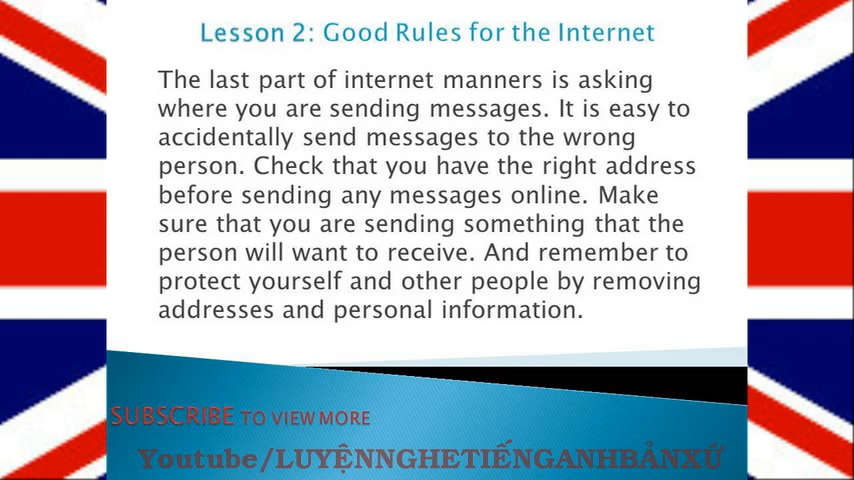 Lesson 2: Good Rules for the Internet
The last part of internet manners is asking
where you are sending messages. It is easy to
accidentally send messages to the wrong
person. Check that you have the right address
before sending any messages online. Make
sure that you are sending something that the
person will want to receive. And remember to
protect yourself and other people by removing
addresses and personal information.
SUBSCRIBE TO VIEW MORE
Youtube/LUYỆNNGHETIẾNGANHBẢNXỨ